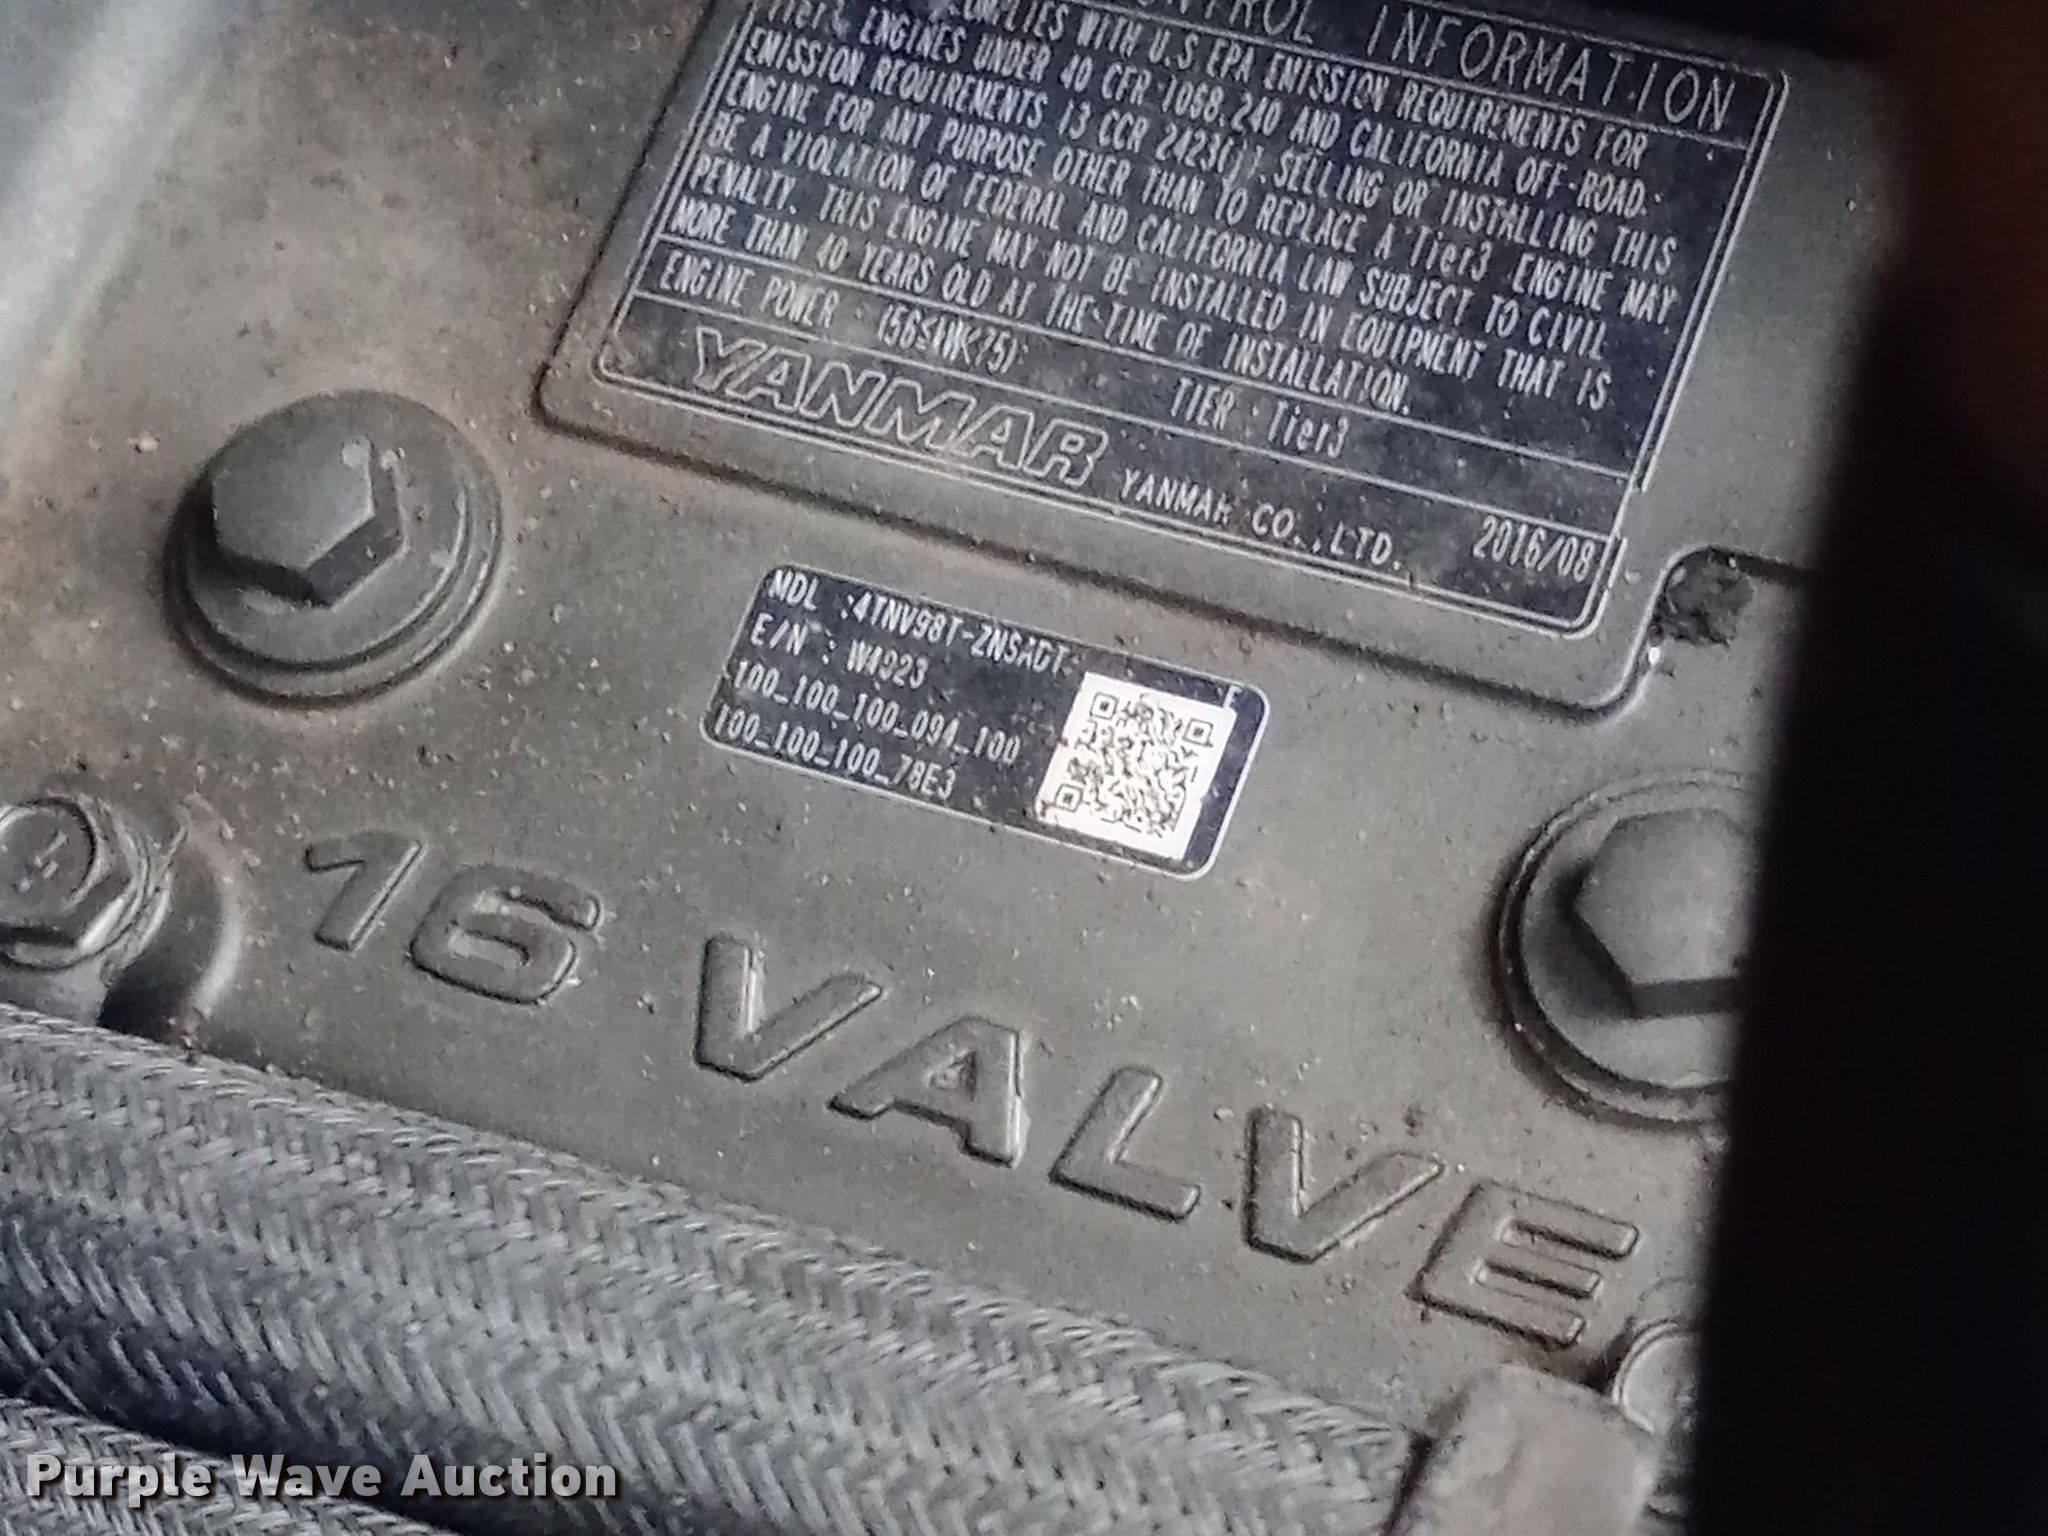 CONTROL INFORMATION
COMPLIES WITH U.S EPA EMISSION REQUIREMENTS FOR
Tier3 ENGINES UNDER 40 CFR 1068.240 AND CALIFORNIA OFF-ROAD
EMISSION REQUIREMENTS 13 CCR 2423(j). SELLING OR INSTALLING THIS
ENGINE FOR ANY PURPOSE OTHER THAN TO REPLACE A Tier3 ENGINE MAY
BE A VIOLATION OF FEDERAL AND CALIFORNIA LAW SUBJECT TO CIVIL
PENALTY. THIS ENGINE MAY NOT BE INSTALLED IN EQUIPMENT THAT IS
MORE THAN 40 YEARS OLD AT THE TIME OF INSTALLATION.
ENGINE POWER : (56≤kW<75) TIER : Tier3
YANMAR YANMAR CO.,LTD. 2016/08
MDL :4TNV98T-ZNSADT
E/N : W4923
100_100_100_094_100
100_100_100_78E3
16 VALVE
Purple Wave Auction